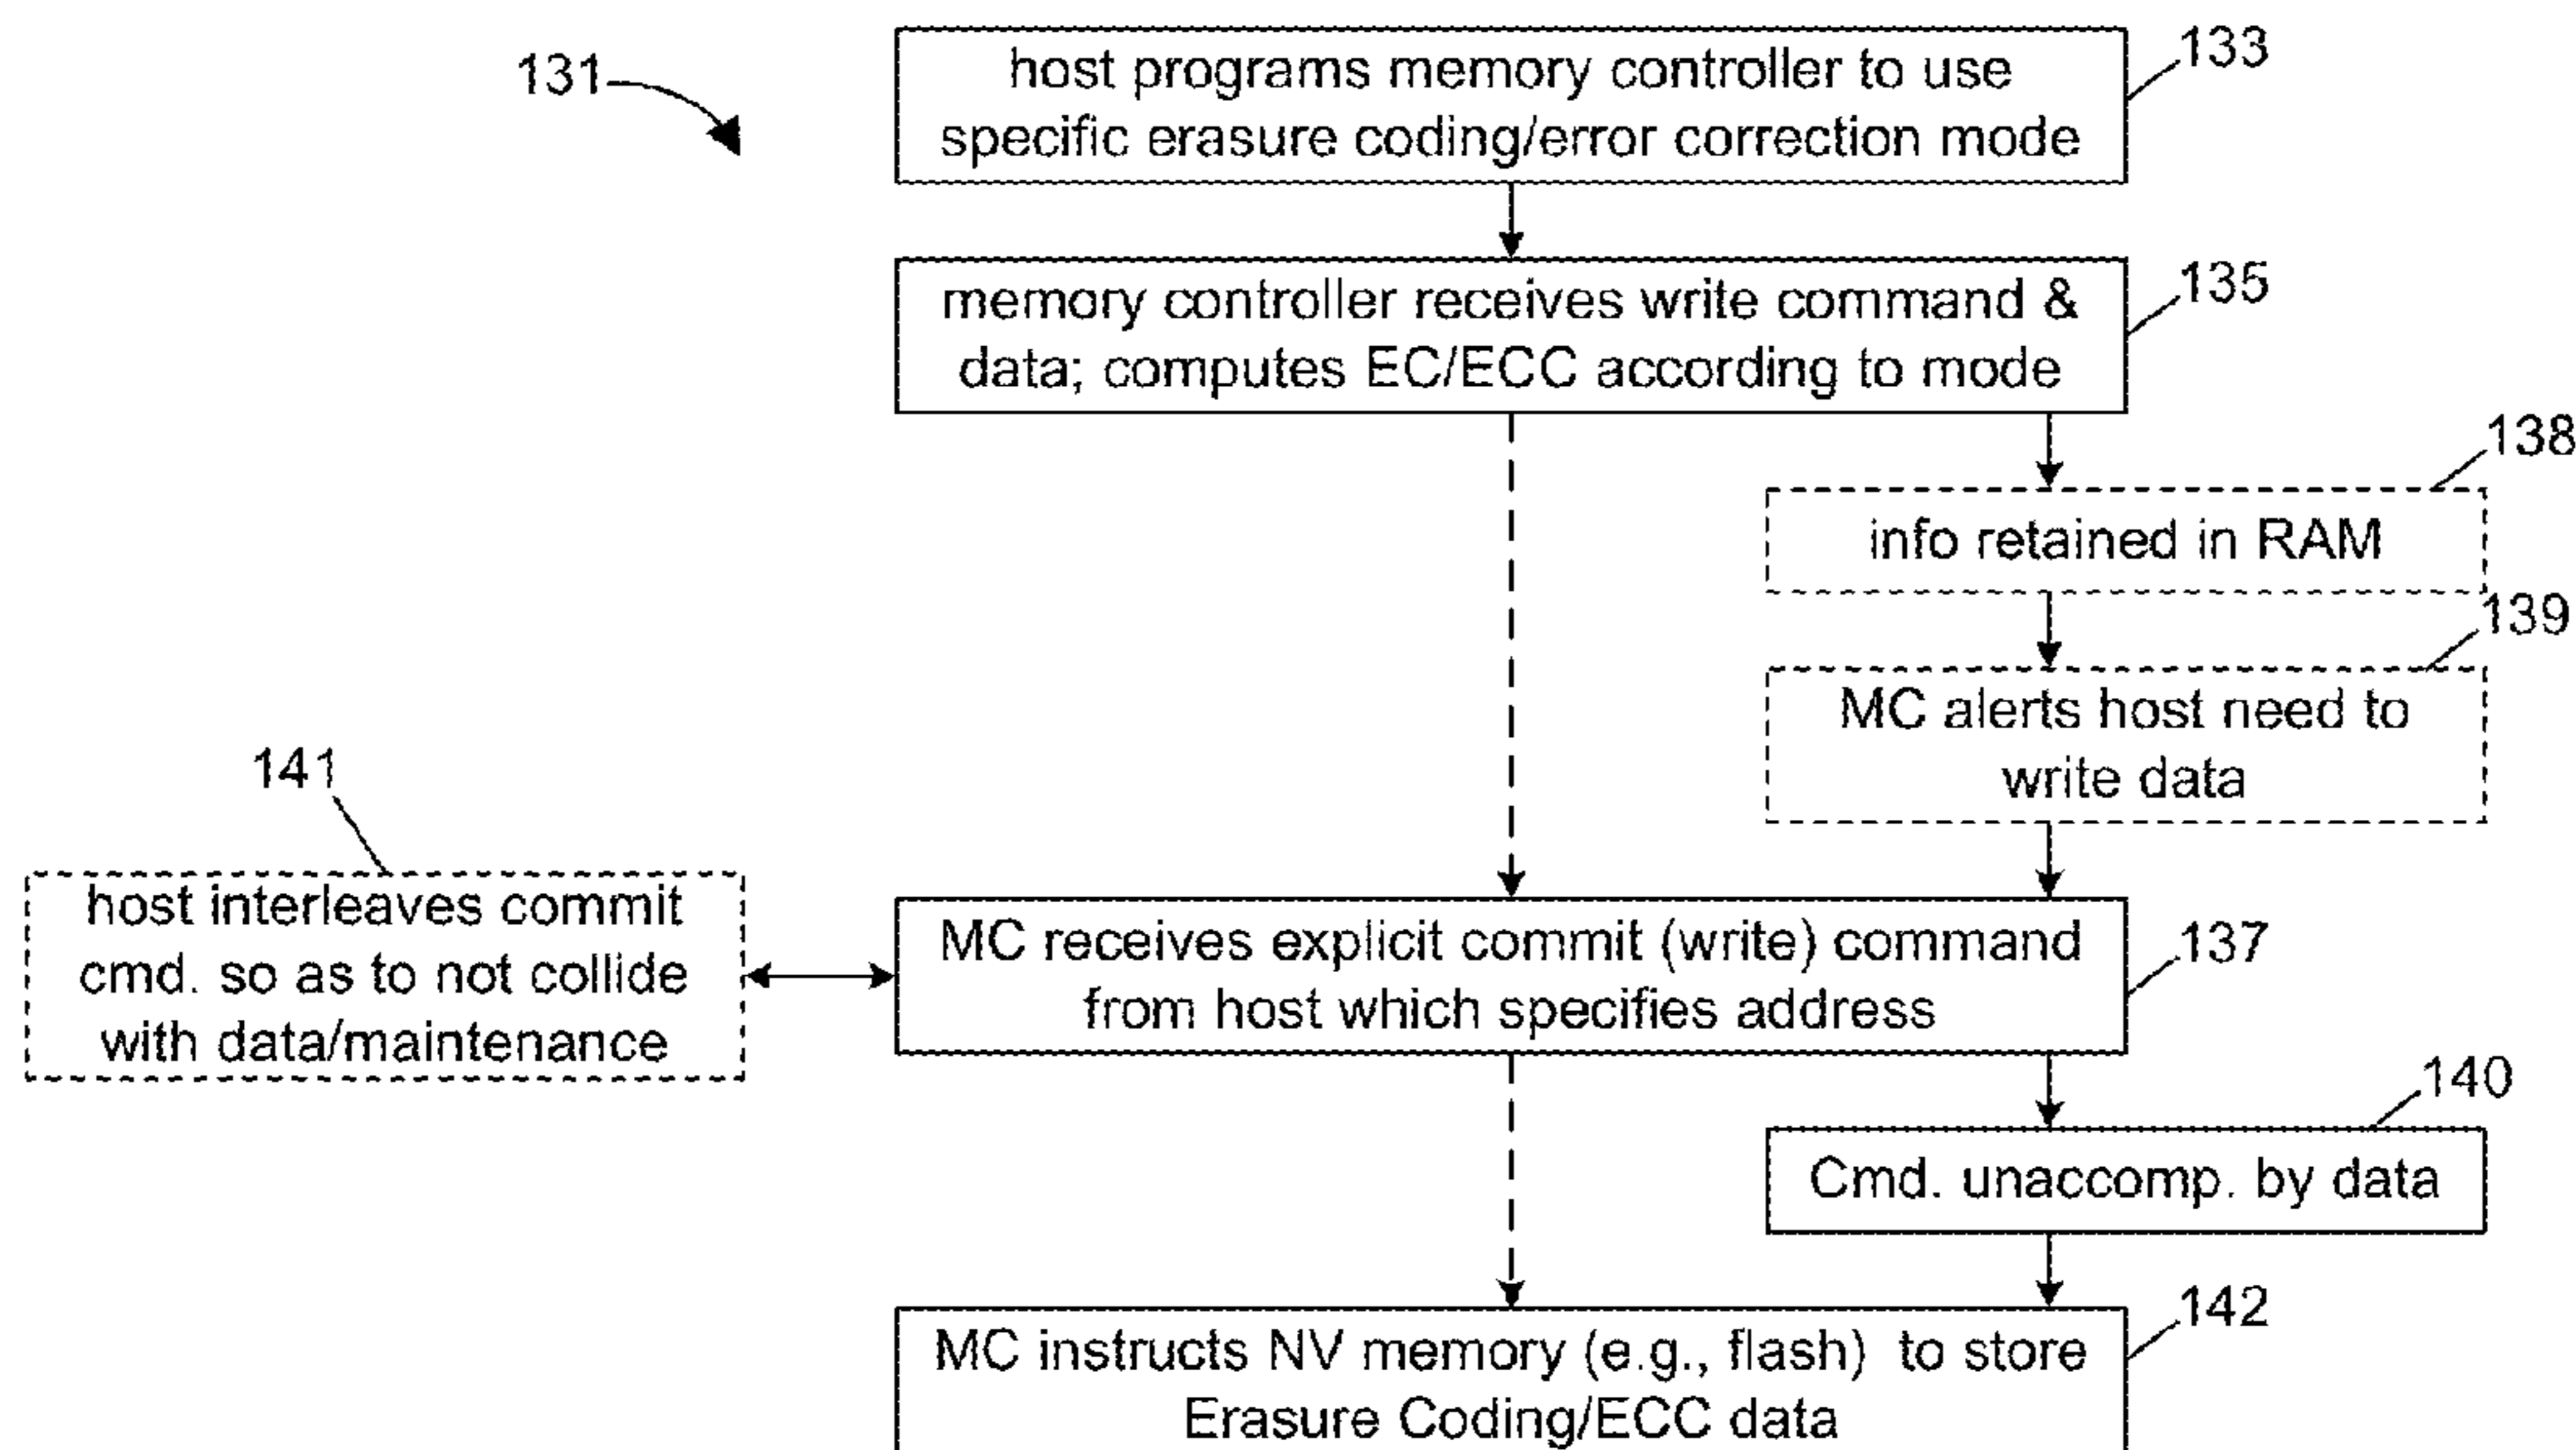 131
host programs memory controller to use
specific erasure coding/error correction mode
133
memory controller receives write command &
data; computes EC/ECC according to mode
135
138
info retained in RAM
139
MC alerts host need to
write data
141
host interleaves commit
cmd. so as to not collide
with data/maintenance
MC receives explicit commit (write) command
from host which specifies address
137
140
Cmd. unaccomp. by data
MC instructs NV memory (e.g., flash) to store
Erasure Coding/ECC data
142